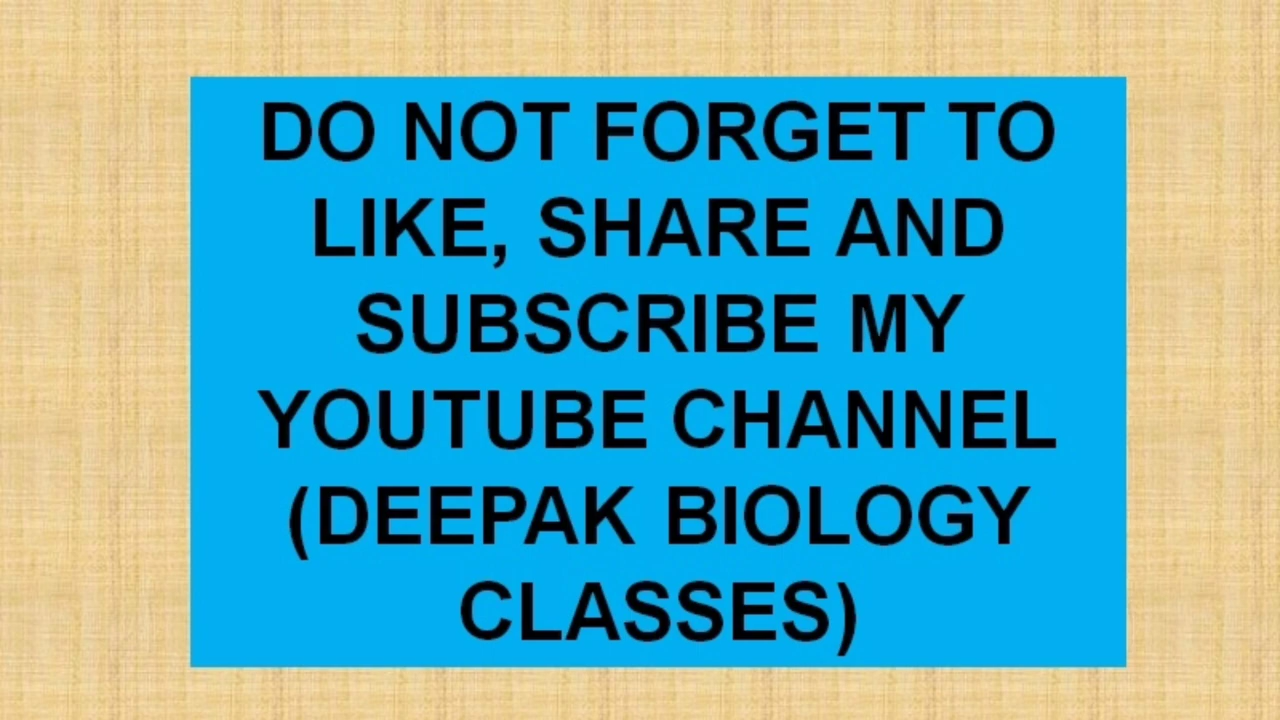 DO NOT FORGET TO
LIKE, SHARE AND
SUBSCRIBE MY
YOUTUBE CHANNEL
(DEEPAK BIOLOGY
CLASSES)